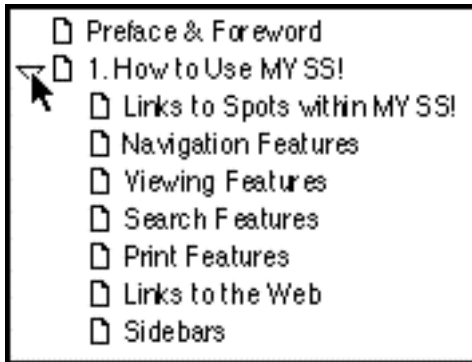 Preface & Foreword
1. How to Use MY SS!
Links to Spots within MY SS!
Navigation Features
Viewing Features
Search Features
Print Features
Links to the Web
Sidebars